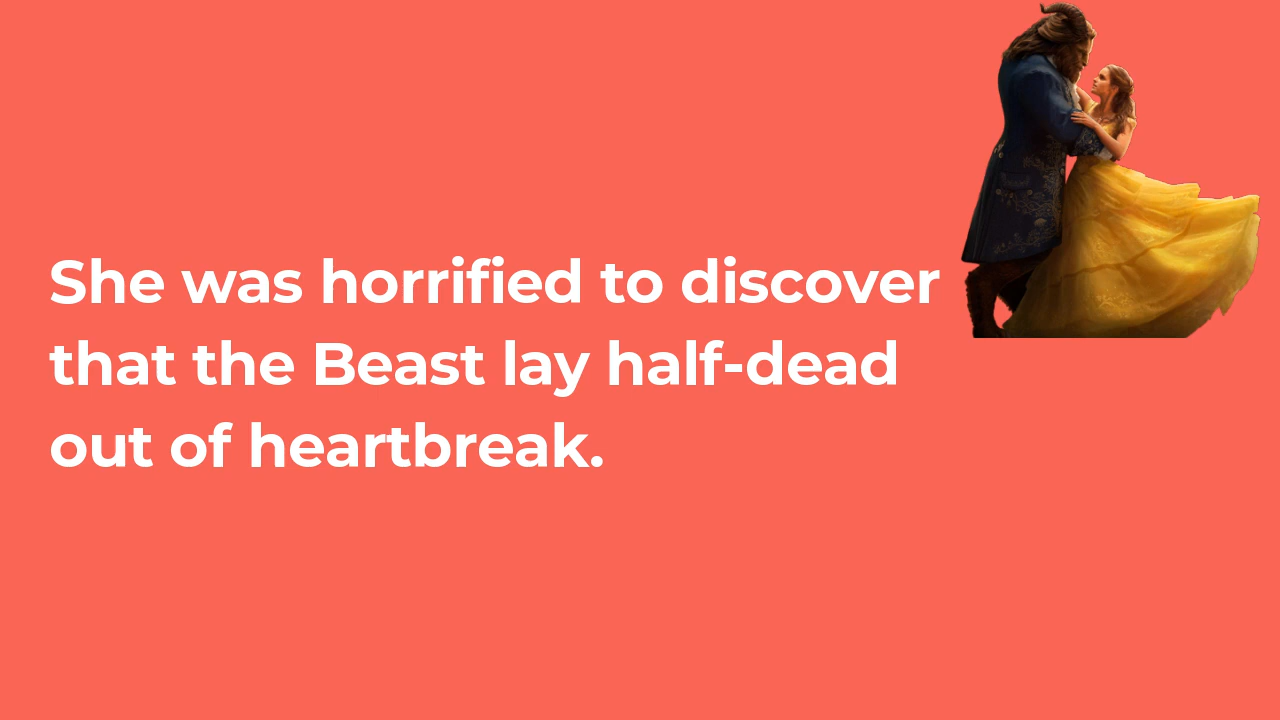 She was horrified to discover
that the Beast lay half-dead
out of heartbreak.